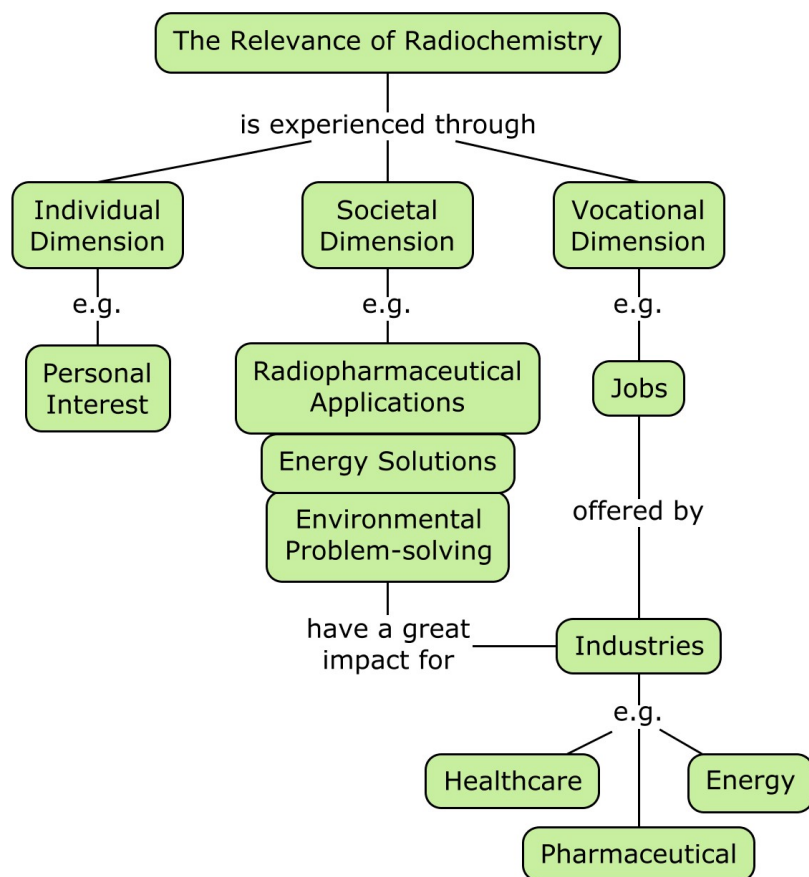 The Relevance of Radiochemistry
is experienced through
Individual
Dimension
Societal
Dimension
Vocational
Dimension
e.g.
e.g.
e.g.
Personal
Interest
Radiopharmaceutical
Applications
Jobs
Energy Solutions
Environmental
Problem-solving
offered by
have a great
impact for
Industries
e.g.
Healthcare
Energy
Pharmaceutical